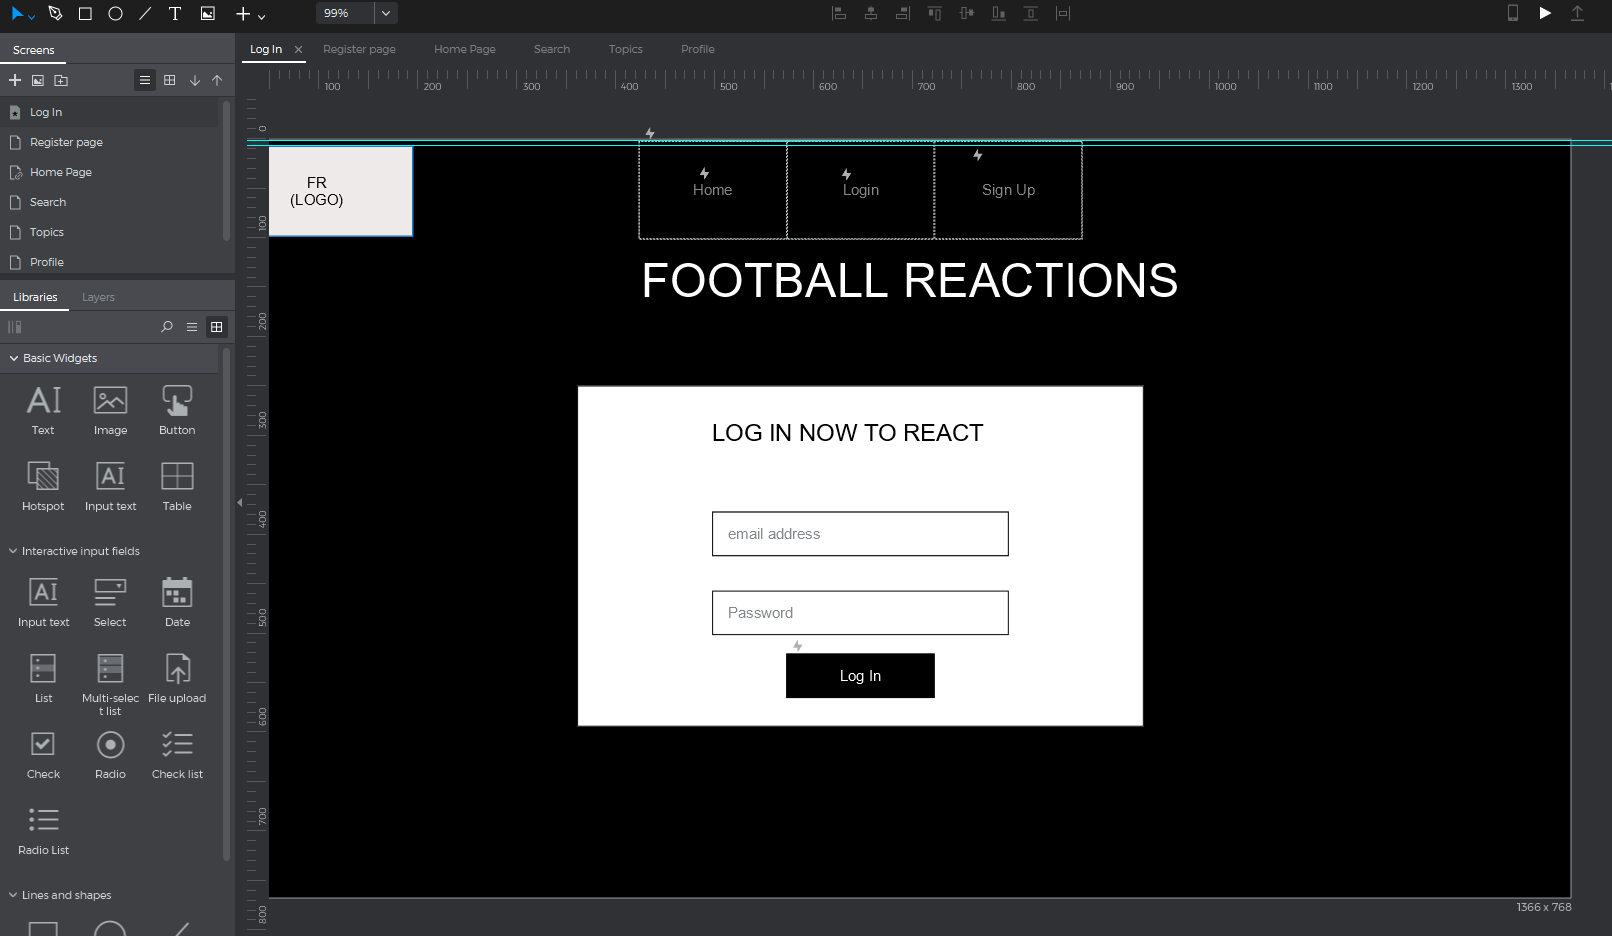 99%
Screens
Log In
Register page
Home Page
Search
Topics
Profile
Log In
Register page
Home Page
Search
Topics
Profile
Libraries
Layers
Basic Widgets
Text
Image
Button
Hotspot
Input text
Table
Interactive input fields
Input text
Select
Date
List
Multi-selec
t list
File upload
Check
Radio
Check list
Radio List
Lines and shapes
100 200 300 400 500 600 700 800 900 1000 1100 1200 1300
0
100
200
300
400
500
600
700
800
FR
(LOGO)
Home
Login
Sign Up
FOOTBALL REACTIONS
LOG IN NOW TO REACT
email address
Password
Log In
1366 x 768